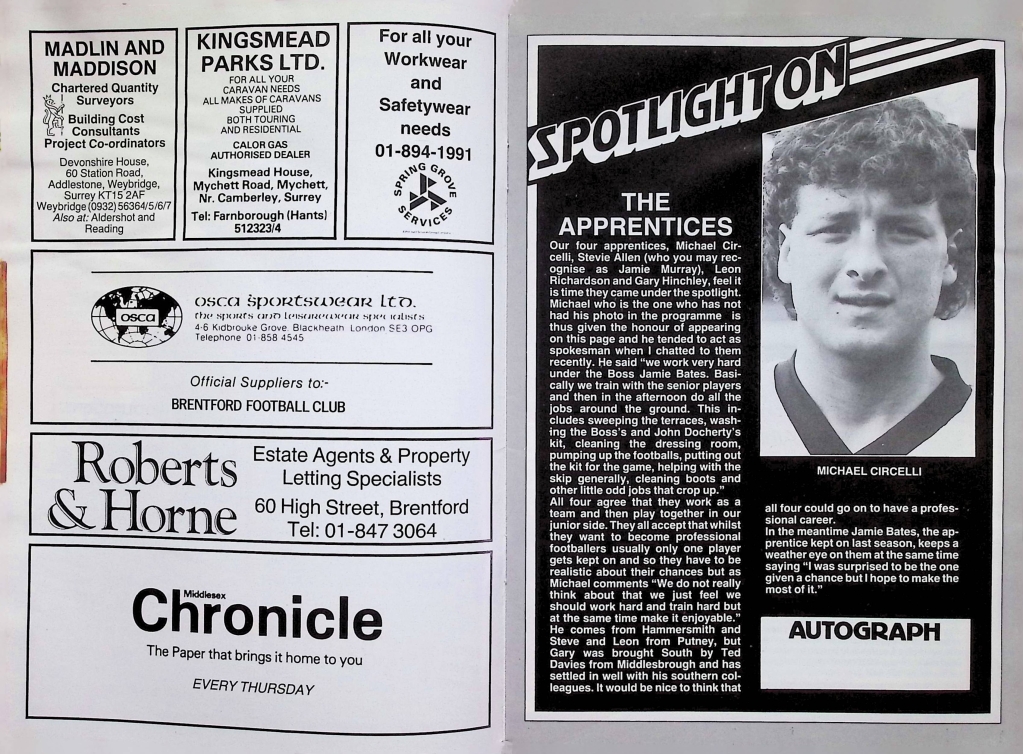 MADLIN AND
MADDISON
Chartered Quantity
Surveyors
Building Cost
Consultants
Project Co-ordinators
Devonshire House,
60 Station Road,
Addlestone, Weybridge,
Surrey KT15 2AF
Weybridge (0932) 56364/5/6/7
Also at: Aldershot and
Reading
KINGSMEAD
PARKS LTD.
FOR ALL YOUR
CARAVAN NEEDS
ALL MAKES OF CARAVANS
SUPPLIED
BOTH TOURING
AND RESIDENTIAL
CALOR GAS
AUTHORISED DEALER
Kingsmead House,
Mychett Road, Mychett,
Nr. Camberley, Surrey
Tel: Farnborough (Hants)
512323/4
For all your
Workwear
and
Safetywear
needs
01-894-1991
SPRING GROVE
SERVICES
osca
osca sportswear Ltd.
the sports and leisurewear specialists
4-6 Kidbrouke Grove. Blackheath London SE3 OPG
Telephone 01 858 4545
Official Suppliers to:-
BRENTFORD FOOTBALL CLUB
Roberts
& Horne
Estate Agents & Property
Letting Specialists
60 High Street, Brentford
Tel: 01-847 3064
Middlesex
Chronicle
The Paper that brings it home to you
EVERY THURSDAY
SPOTLIGHT ON
THE
APPRENTICES
Our four apprentices, Michael Cir-
celli, Stevie Allen (who you may rec-
ognise as Jamie Murray), Leon
Richardson and Gary Hinchley, feel it
is time they came under the spotlight.
Michael who is the one who has not
had his photo in the programme is
thus given the honour of appearing
on this page and he tended to act as
spokesman when I chatted to them
recently. He said "we work very hard
under the Boss Jamie Bates. Basi-
cally we train with the senior players
and then in the afternoon do all the
jobs around the ground. This in-
cludes sweeping the terraces, wash-
ing the Boss's and John Docherty's
kit, cleaning the dressing room,
pumping up the footballs, putting out
the kit for the game, helping with the
skip generally, cleaning boots and
other little odd jobs that crop up."
All four agree that they work as a
team and then play together in our
junior side. They all accept that whilst
they want to become professional
footballers usually only one player
gets kept on and so they have to be
realistic about their chances but as
Michael comments "We do not really
think about that we just feel we
should work hard and train hard but
at the same time make it enjoyable."
He comes from Hammersmith and
Steve and Leon from Putney, but
Gary was brought South by Ted
Davies from Middlesbrough and has
settled in well with his southern col-
leagues. It would be nice to think that
MICHAEL CIRCELLI
all four could go on to have a profes-
sional career.
In the meantime Jamie Bates, the ap-
prentice kept on last season, keeps a
weather eye on them at the same time
saying "I was surprised to be the one
given a chance but I hope to make the
most of it."
AUTOGRAPH